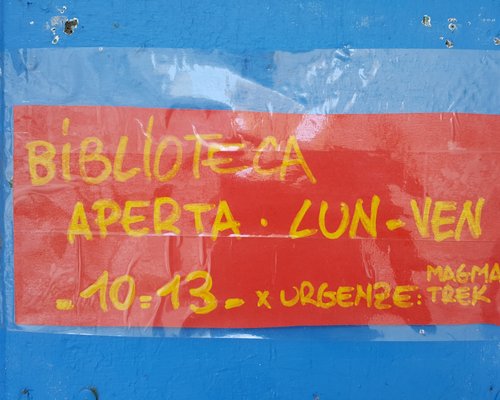 BiBLiOTECA
APERTA · LUN-VEN
- 10=13 - x URGENZE: MAGMA
TREK